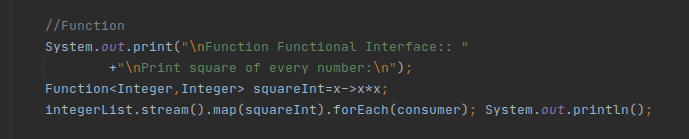 //Function
System.out.print("\nFunction Functional Interface:: "
+"\nPrint square of every number:\n");
Function<Integer,Integer> squareInt=x->x*x;
integerList.stream().map(squareInt).forEach(consumer); System.out.println();